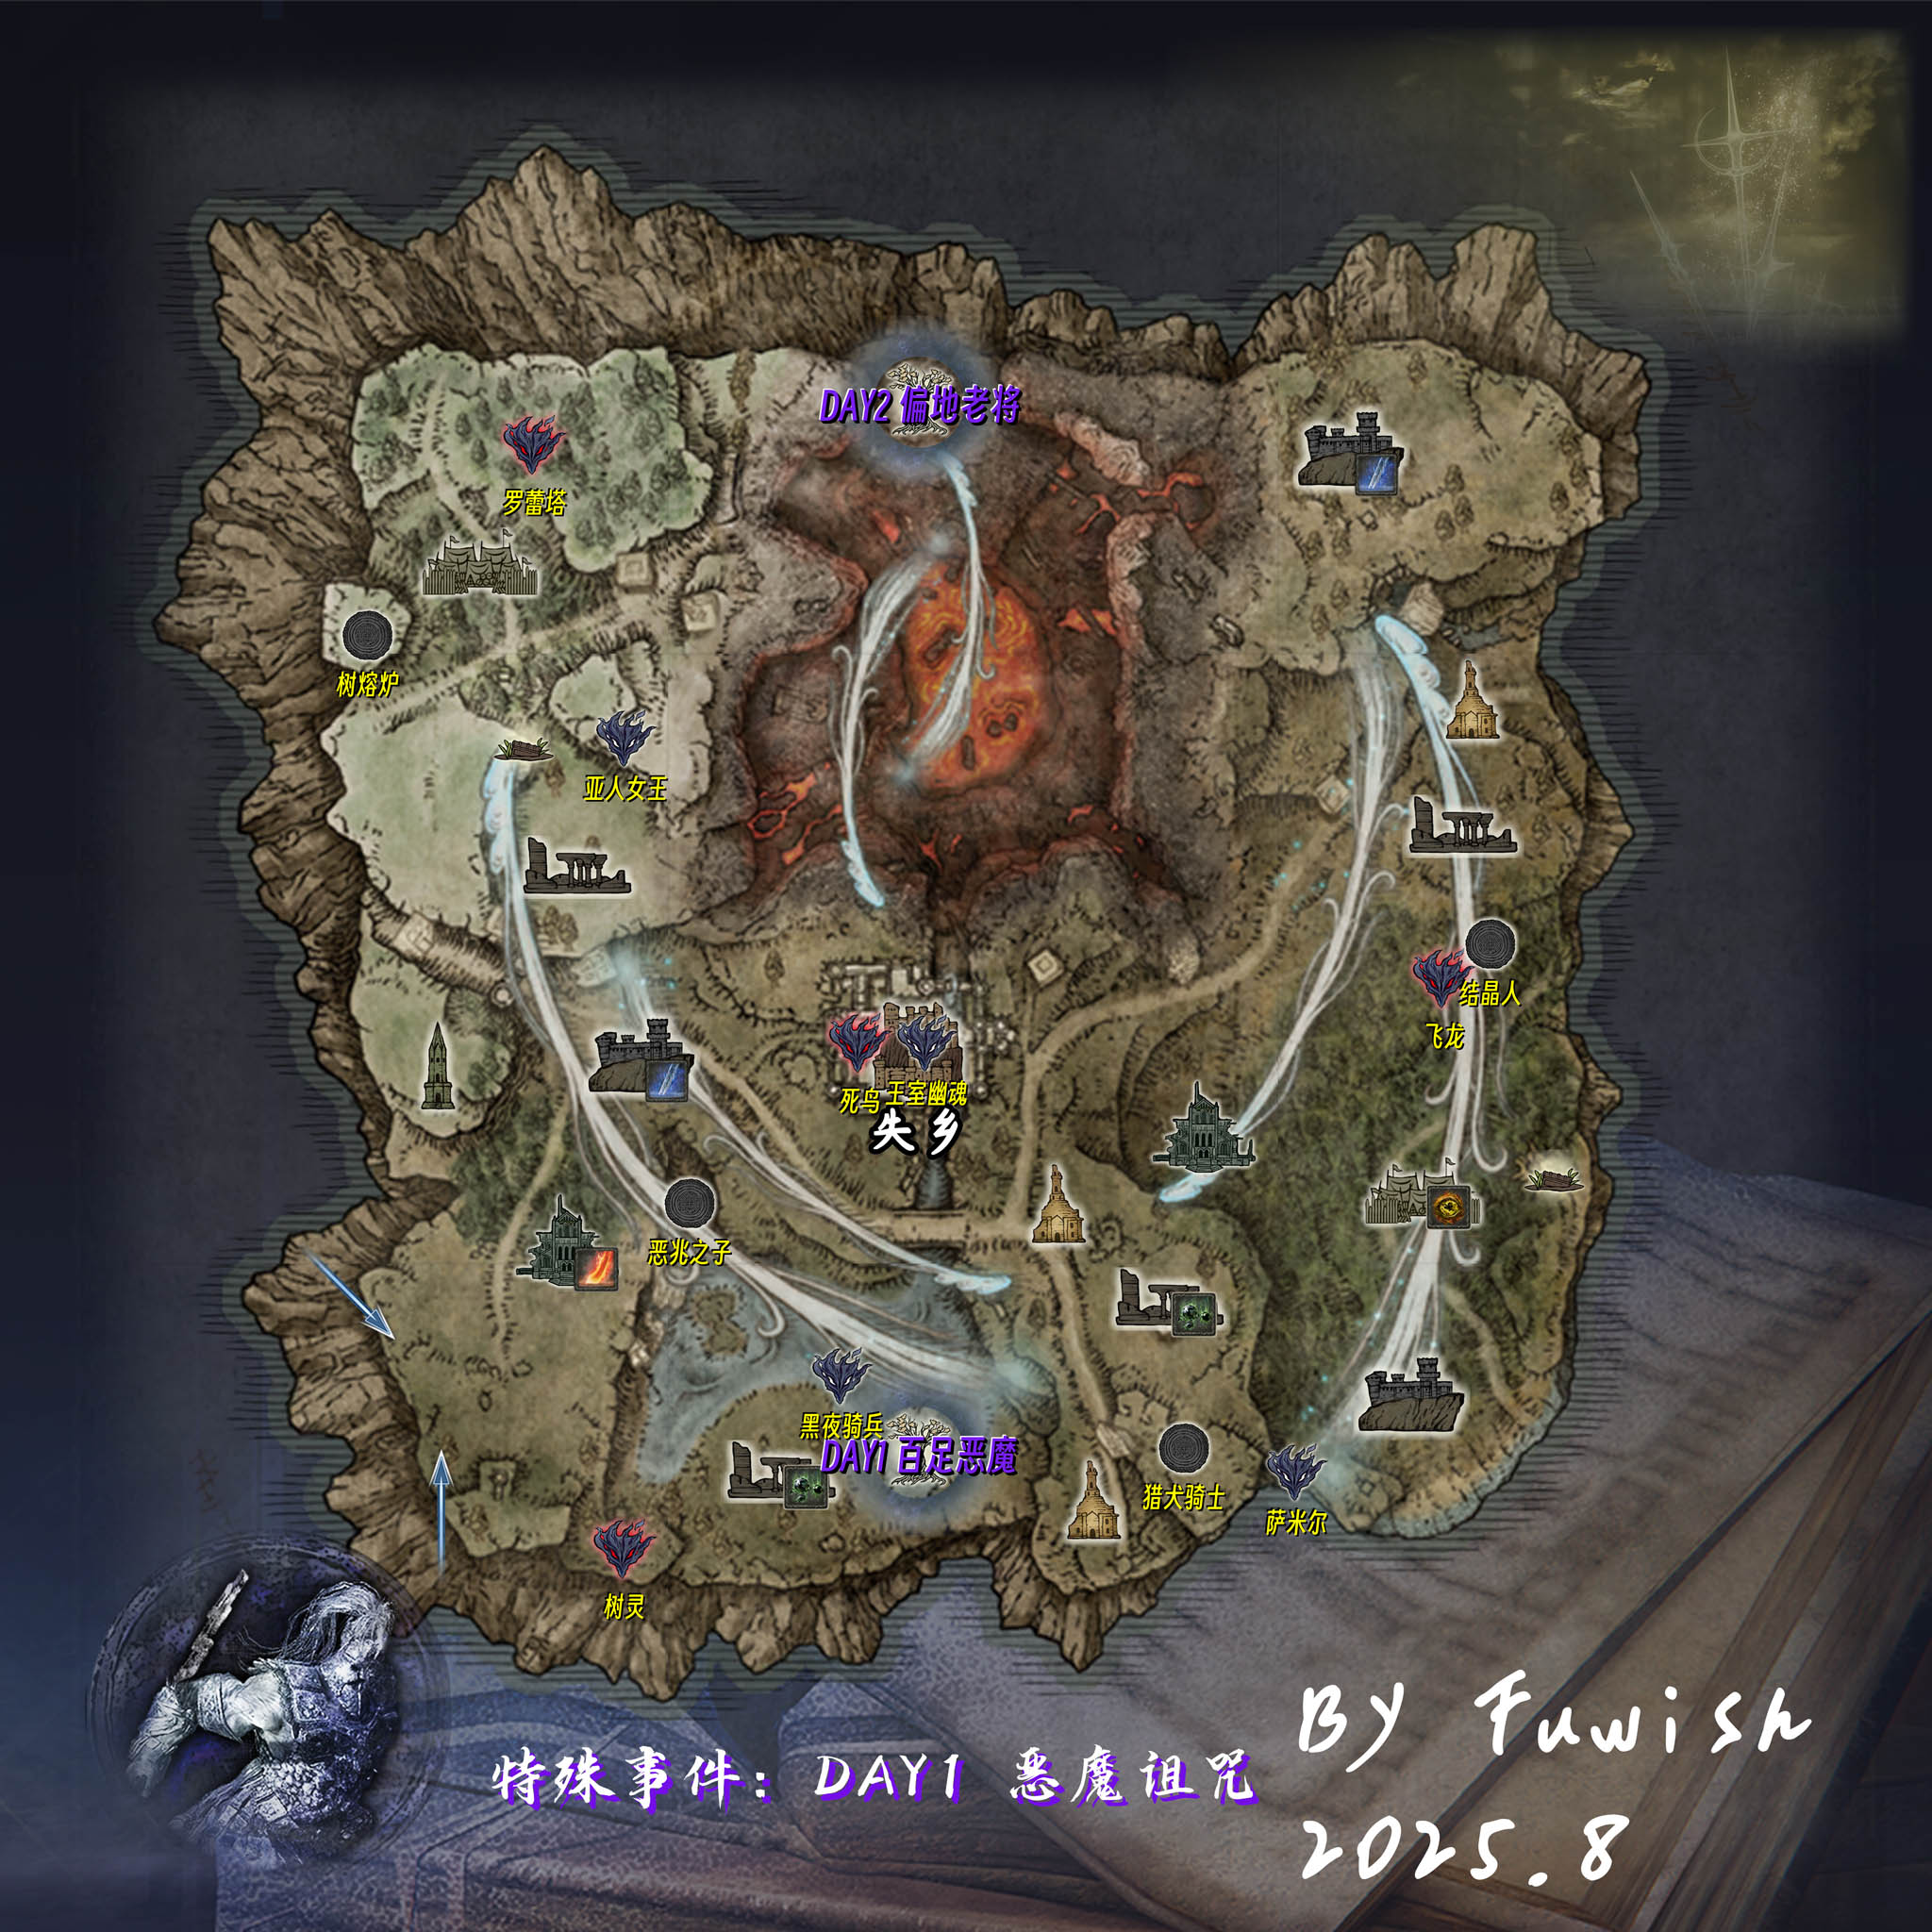 DAY2 偏地老将
罗蕾塔
树熔炉
亚人女王
结晶人
飞龙
死鸟
王室幽魂
失乡
恶兆之子
黑夜骑兵
DAY1 百足恶魔
猎犬骑士
萨米尔
树灵
By Fuwish
特殊事件：DAY1 恶魔诅咒
2025.8